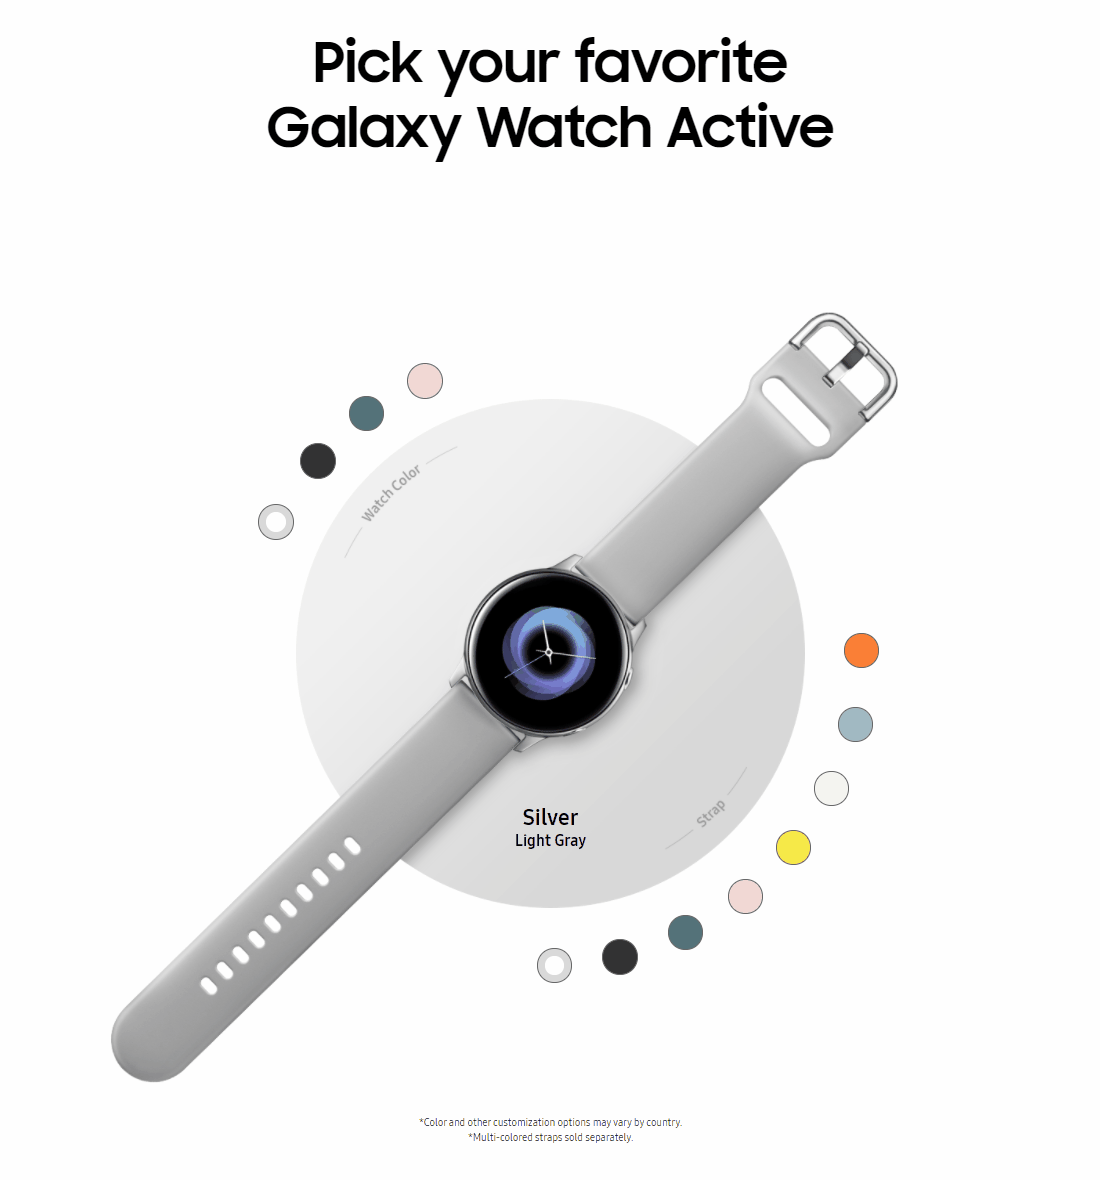 Pick your favorite
Galaxy Watch Active
Watch Color
Silver
Light Gray
Strap
*Color and other customization options may vary by country.
*Multi-colored straps sold separately.